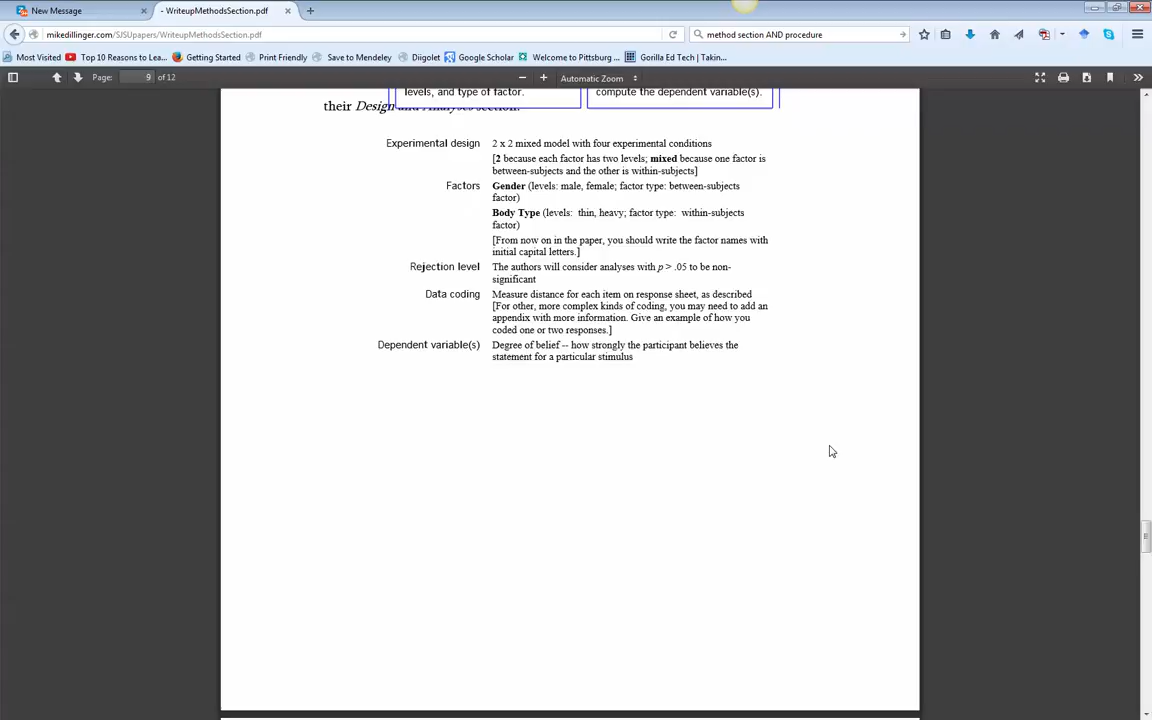 New Message
- WriteupMethodsSection.pdf
mikedillinger.com/SJSUpapers/WriteupMethodsSection.pdf
method section AND procedure
Most Visited
Top 10 Reasons to Lea...
Getting Started
Print Friendly
Save to Mendeley
Diigolet
Google Scholar
Welcome to Pittsburg ...
Gorilla Ed Tech | Takin...
Page: 9 of 12
Automatic Zoom
levels, and type of factor.
compute the dependent variable(s).
their Design and Analyses section.
Experimental design
2 x 2 mixed model with four experimental conditions
[2 because each factor has two levels; mixed because one factor is
between-subjects and the other is within-subjects]
Factors
Gender (levels: male, female; factor type: between-subjects
factor)
Body Type (levels: thin, heavy; factor type: within-subjects
factor)
[From now on in the paper, you should write the factor names with
initial capital letters.]
Rejection level
The authors will consider analyses with p > .05 to be non-
significant
Data coding
Measure distance for each item on response sheet, as described
[For other, more complex kinds of coding, you may need to add an
appendix with more information. Give an example of how you
coded one or two responses.]
Dependent variable(s)
Degree of belief -- how strongly the participant believes the
statement for a particular stimulus